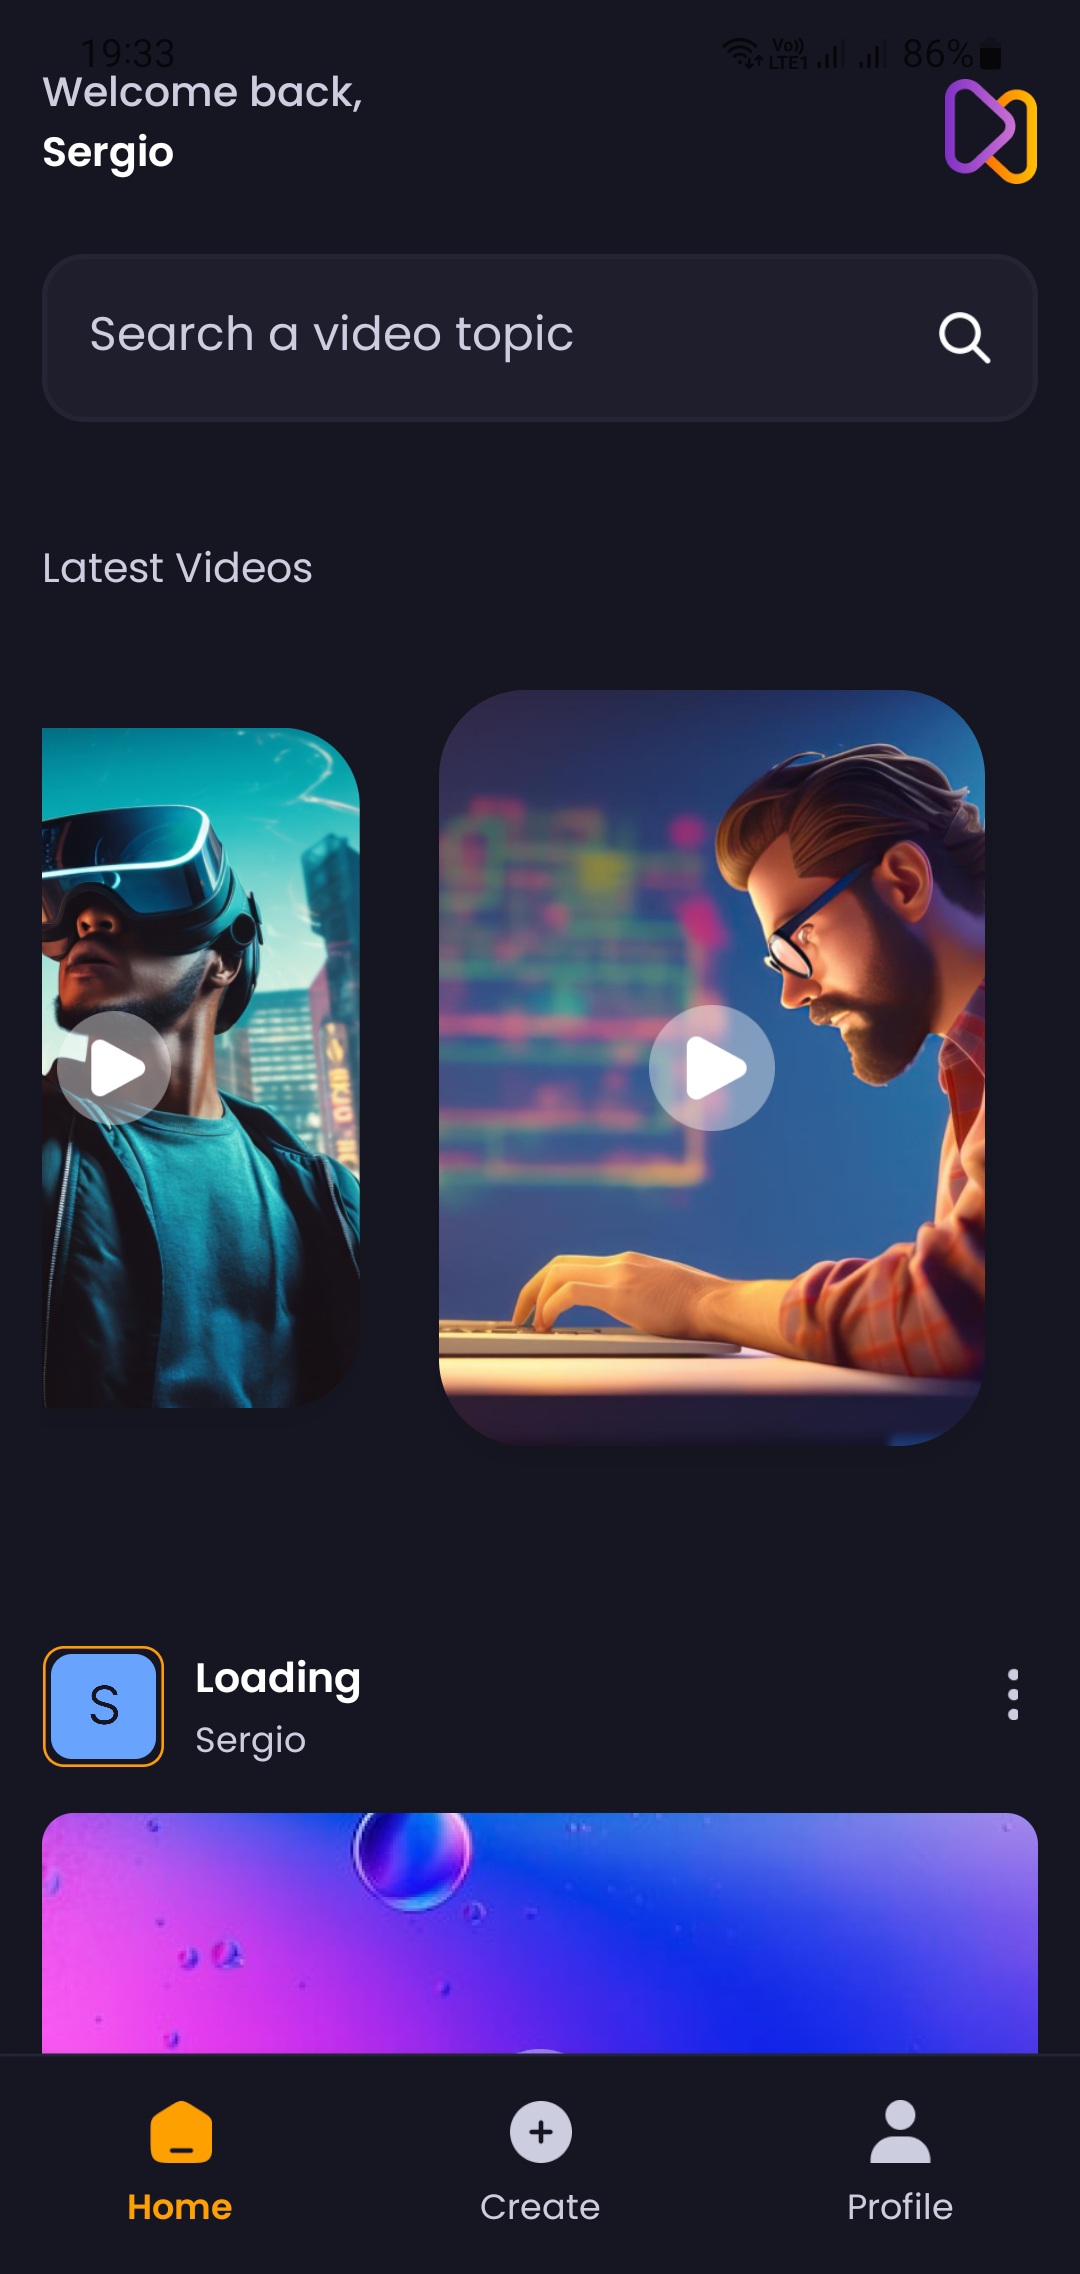 19:33
Vo)) LTE1 86%
Welcome back,
Sergio
Search a video topic
Latest Videos
S
Loading
Sergio
Home
Create
Profile